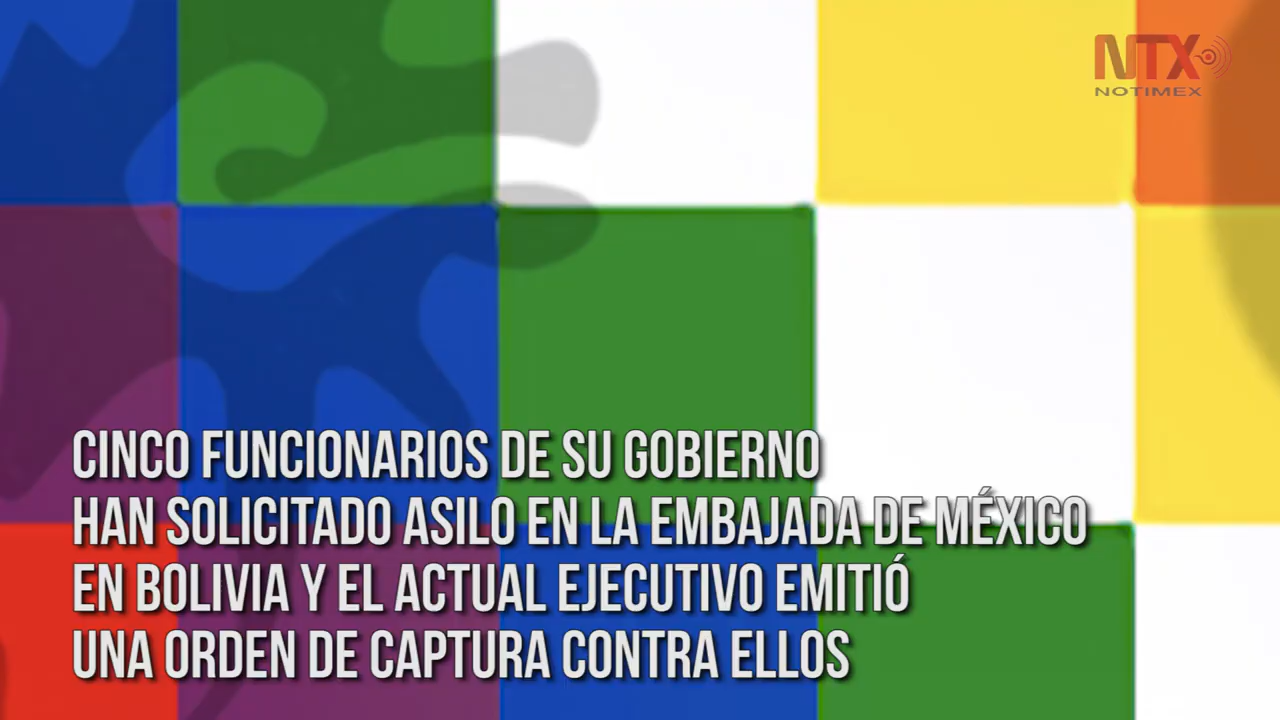 NTX
NOTIMEX
CINCO FUNCIONARIOS DE SU GOBIERNO
HAN SOLICITADO ASILO EN LA EMBAJADA DE MÉXICO
EN BOLIVIA Y EL ACTUAL EJECUTIVO EMITIÓ
UNA ORDEN DE CAPTURA CONTRA ELLOS